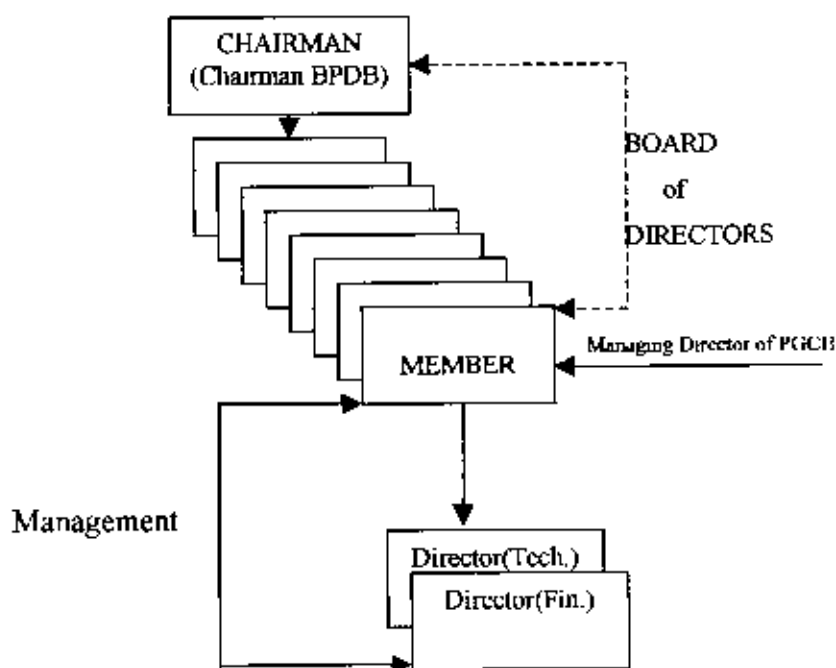 CHAIRMAN
(Chairman BPDB)
BOARD
of
DIRECTORS
Managing Director of PGCB
MEMBER
Management
Director(Tech.)
Director(Fin.)